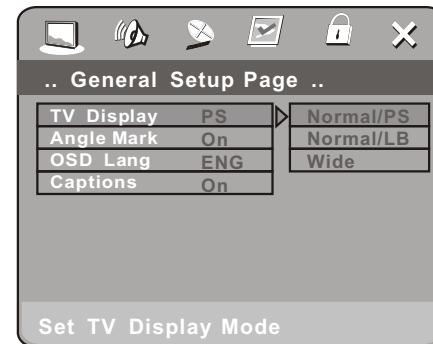 .. General Setup Page ..
TV Display PS Normal/PS
Angle Mark On Normal/LB
OSD Lang ENG Wide
Captions On
Set TV Display Mode